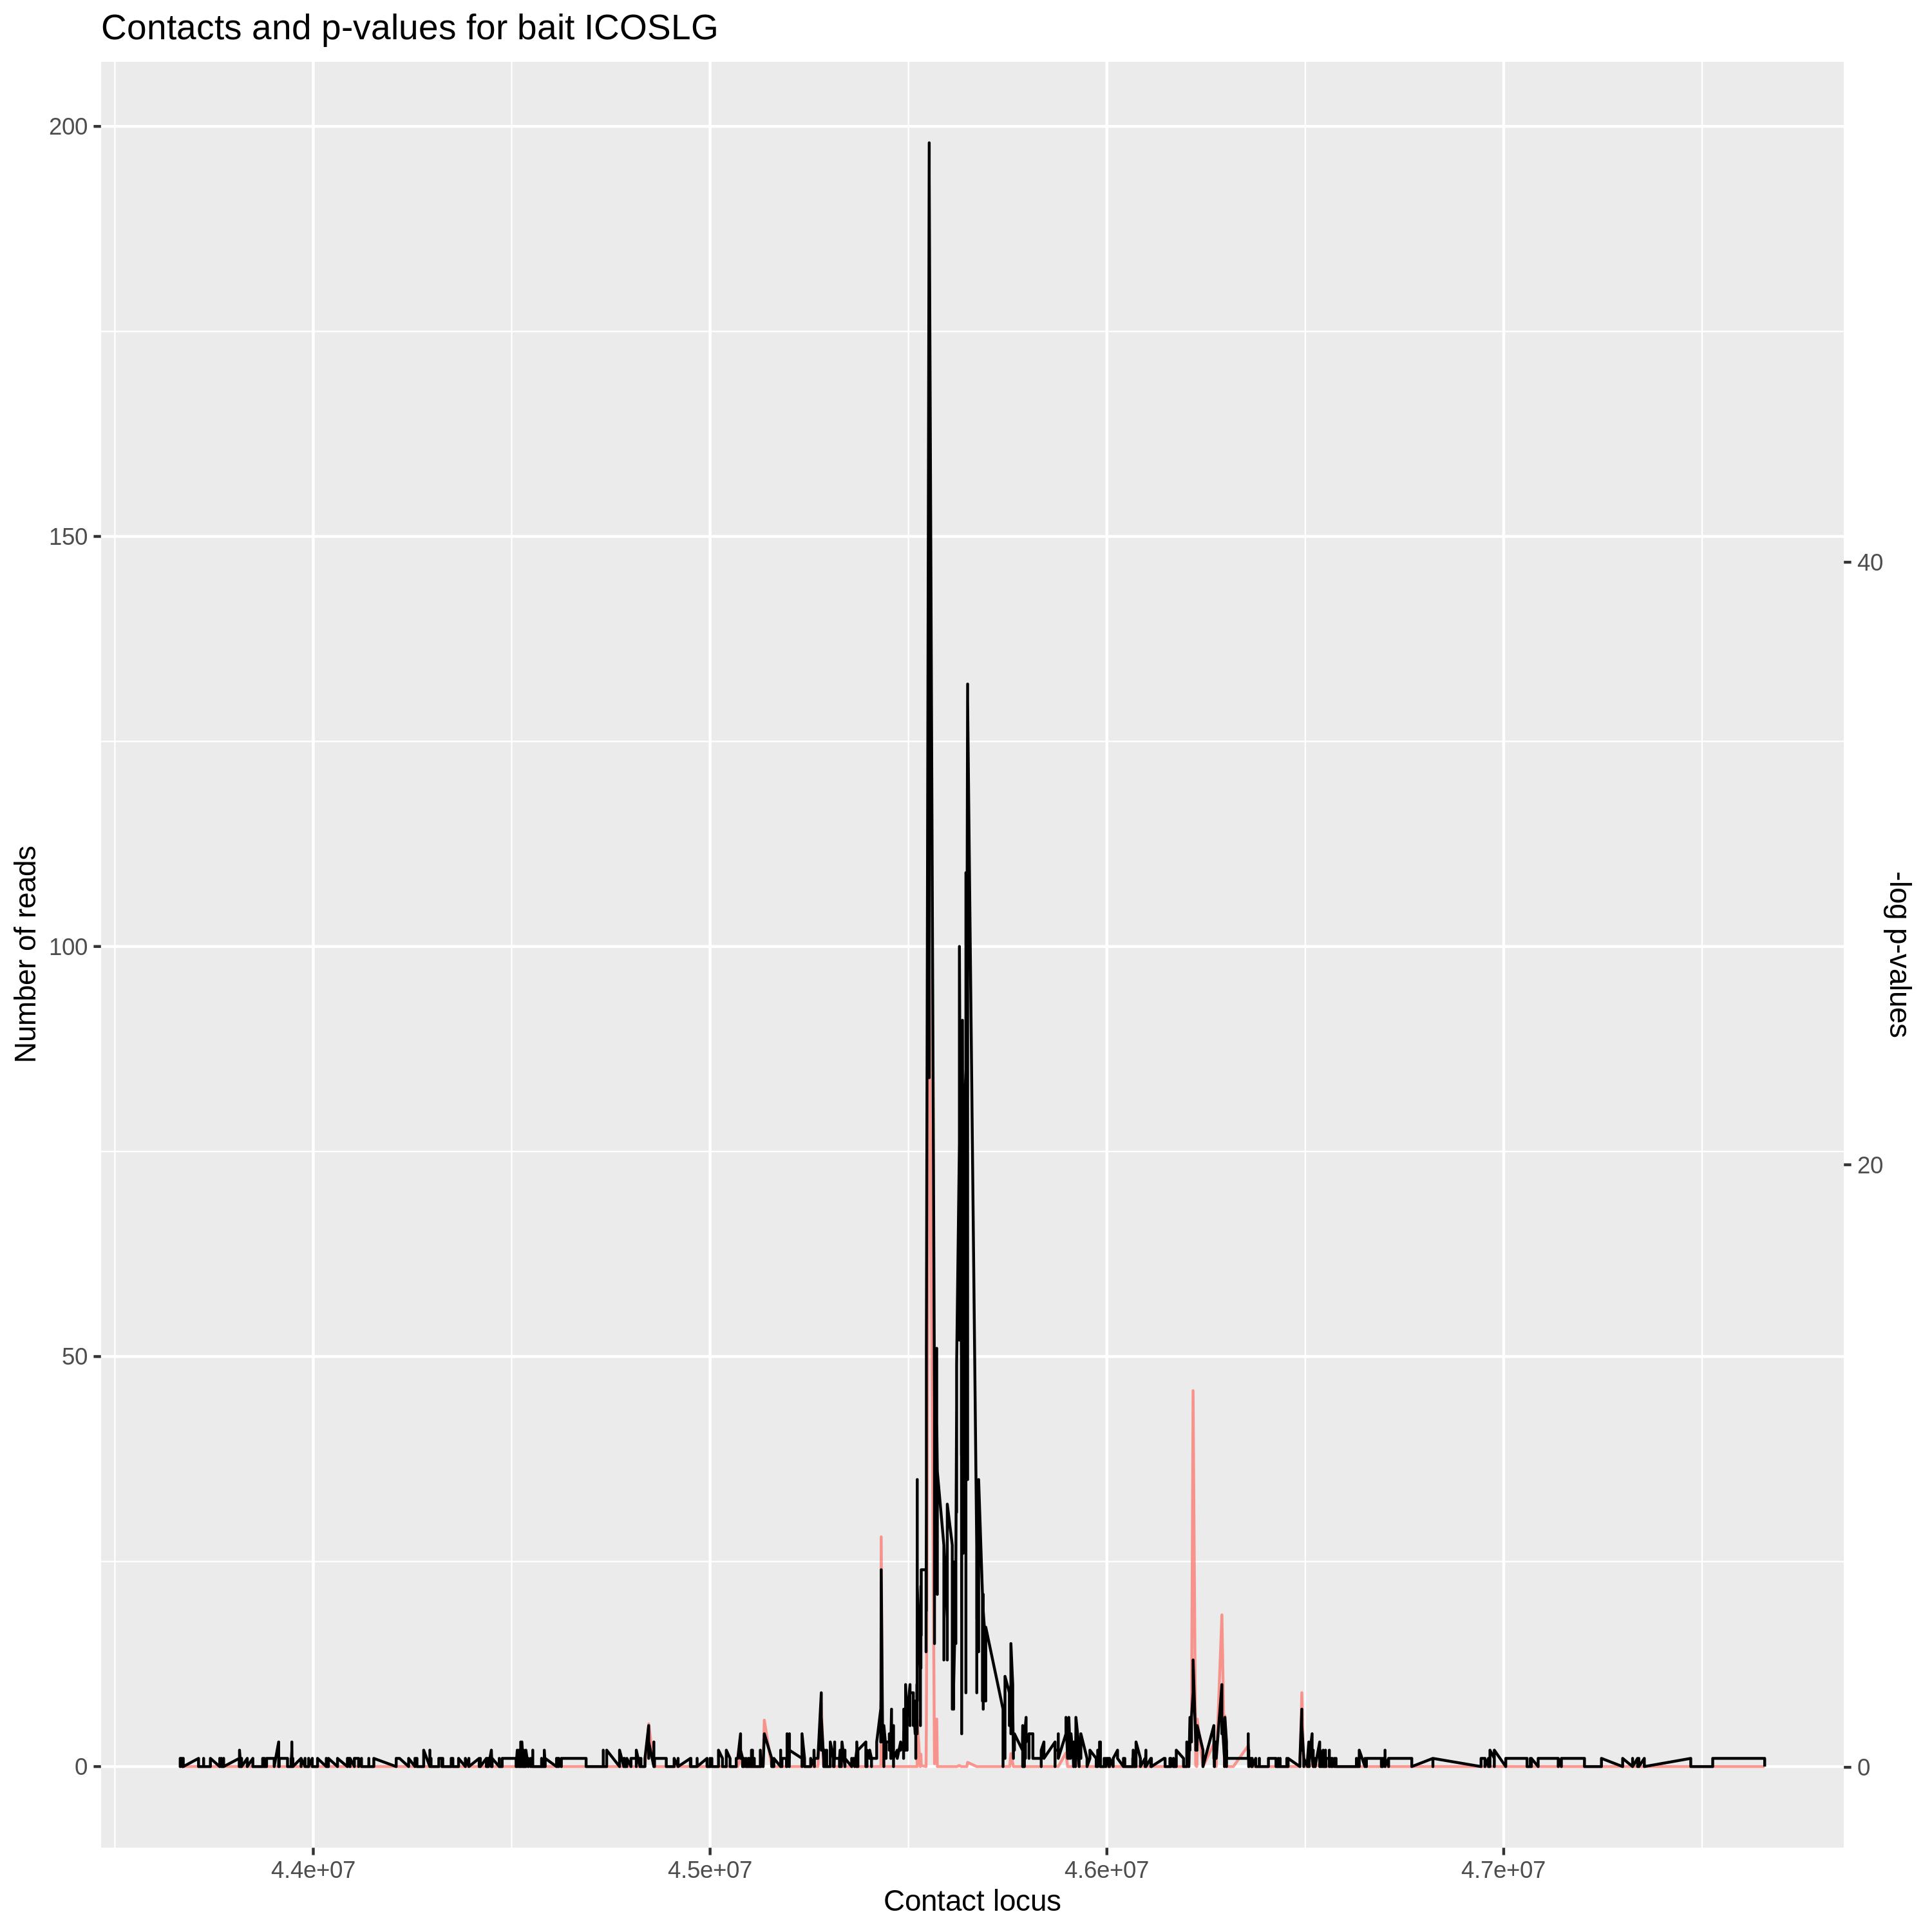 Contacts and p-values for bait ICOSLG
200
150
100
50
0
Number of reads
40
20
0
-log p-values
4.4e+07
4.5e+07
4.6e+07
4.7e+07
Contact locus